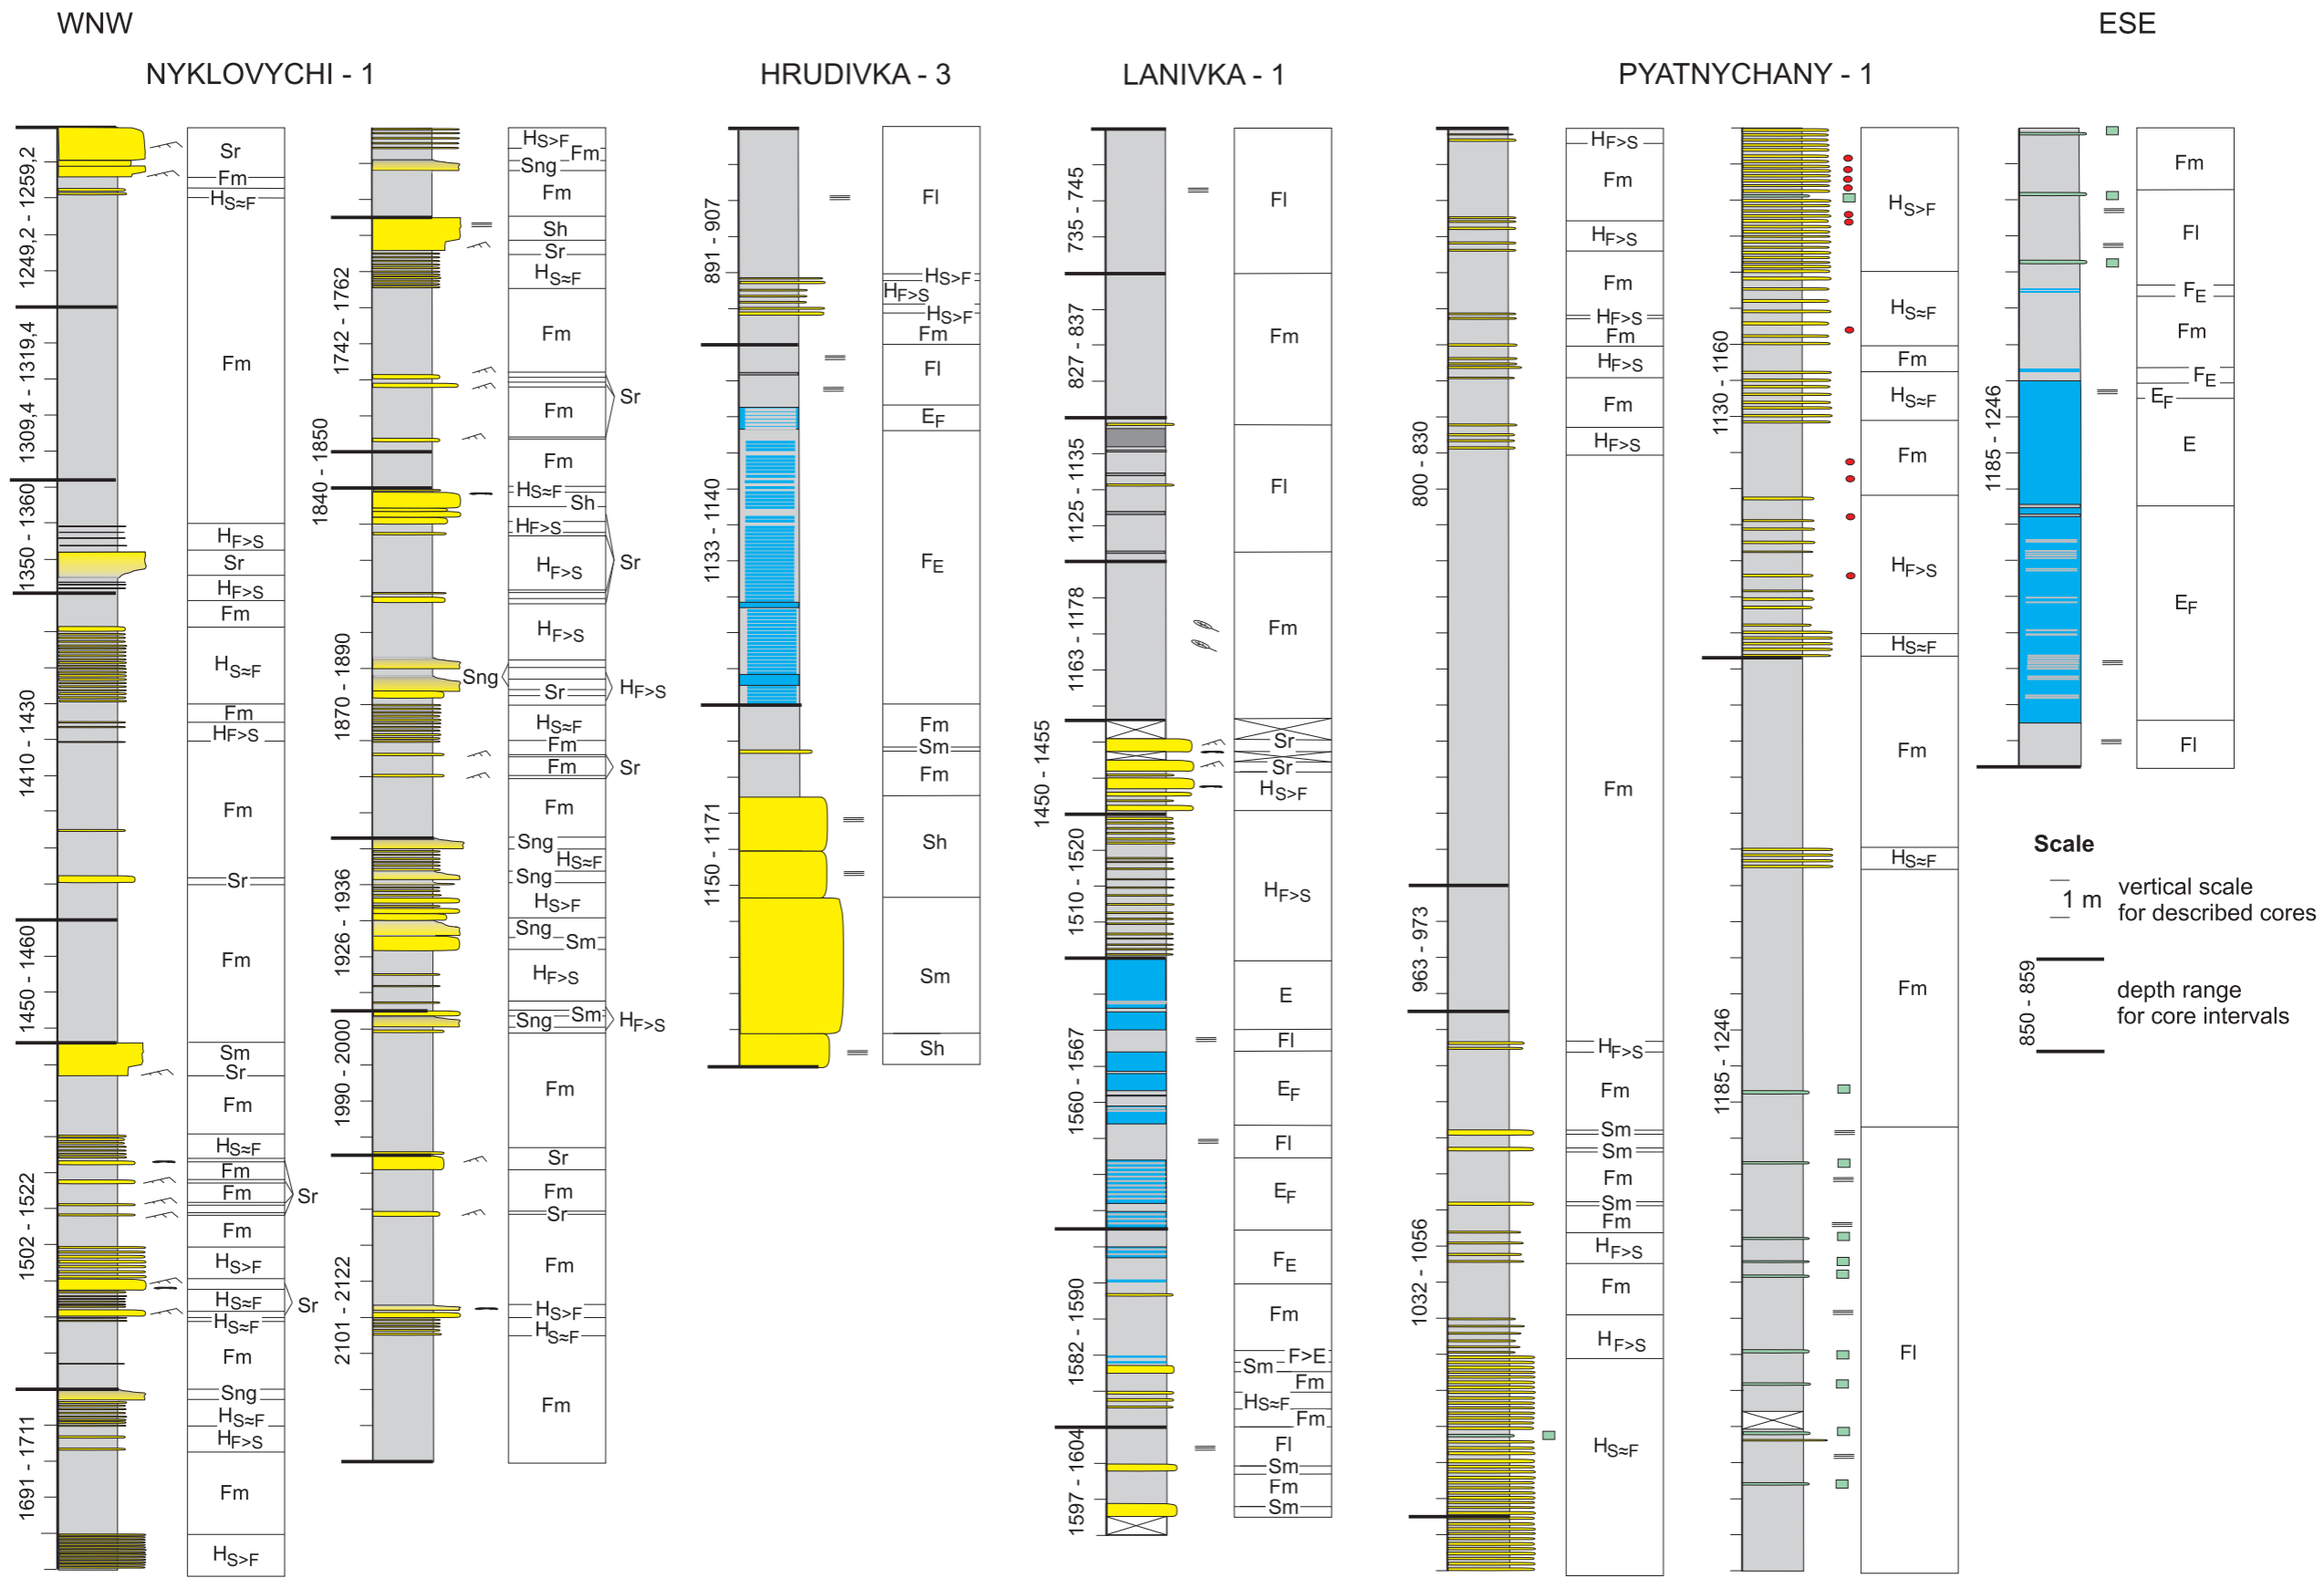 WNW
ESE
NYKLOVYCHI - 1
HRUDIVKA - 3
LANIVKA - 1
PYATNYCHANY - 1
1249,2 - 1259,2
1309,4 - 1319,4
1350 - 1360
1410 - 1430
1450 - 1460
1502 - 1522
1691 - 1711
Sr
Fm
HS≈F
Fm
HF>S
Sr
HF>S
Fm
HS≈F
Fm
HF>S
Fm
Sr
Fm
Sm
Sr
Fm
HS≈F
Fm
Fm
Sr
Fm
HS>F
HS≈F
Sr
HS≈F
Fm
Sng
HS≈F
HF>S
Fm
HS>F
1742 - 1762
1840 - 1850
1870 - 1890
1926 - 1936
1990 - 2000
2101 - 2122
HS>F
Fm
Sng
Fm
Sh
Sr
HS≈F
Fm
Sr
Fm
Fm
HS≈F
Sh
HF>S
Sr
HF>S
HF>S
Sng
Sr
HF>S
HS≈F
Fm
Fm
Sr
Fm
Sng
HS≈F
Sng
HS>F
Sng
Sm
HF>S
Sm
Sng
HF>S
Fm
Sr
Fm
Sr
Fm
HS>F
HS≈F
Fm
891 - 907
1133 - 1140
1150 - 1171
Fl
HS>F
HF>S
HS>F
Fm
Fl
EF
FE
Fm
Sm
Fm
Sh
Sm
Sh
735 - 745
827 - 837
1125 - 1135
1163 - 1178
1450 - 1455
1510 - 1520
1560 - 1567
1582 - 1590
1597 - 1604
Fl
Fm
Fl
Fm
Sr
Sr
HS>F
HF>S
E
Fl
EF
Fl
EF
FE
Fm
F>E
Sm
Fm
HS≈F
Fm
Fl
Sm
Fm
Sm
800 - 830
963 - 973
1032 - 1056
HF>S
Fm
HF>S
Fm
HF>S
Fm
HF>S
Fm
HF>S
Fm
HF>S
Fm
Sm
Sm
Fm
Sm
Fm
HF>S
Fm
HF>S
HS≈F
1130 - 1160
1185 - 1246
HS>F
HS≈F
Fm
HS≈F
Fm
HF>S
HS≈F
Fm
HS≈F
Fm
Fl
1185 - 1246
Fm
Fl
FE
Fm
FE
EF
E
EF
Fl
Scale
1 m
vertical scale
for described cores
850 - 859
depth range
for core intervals